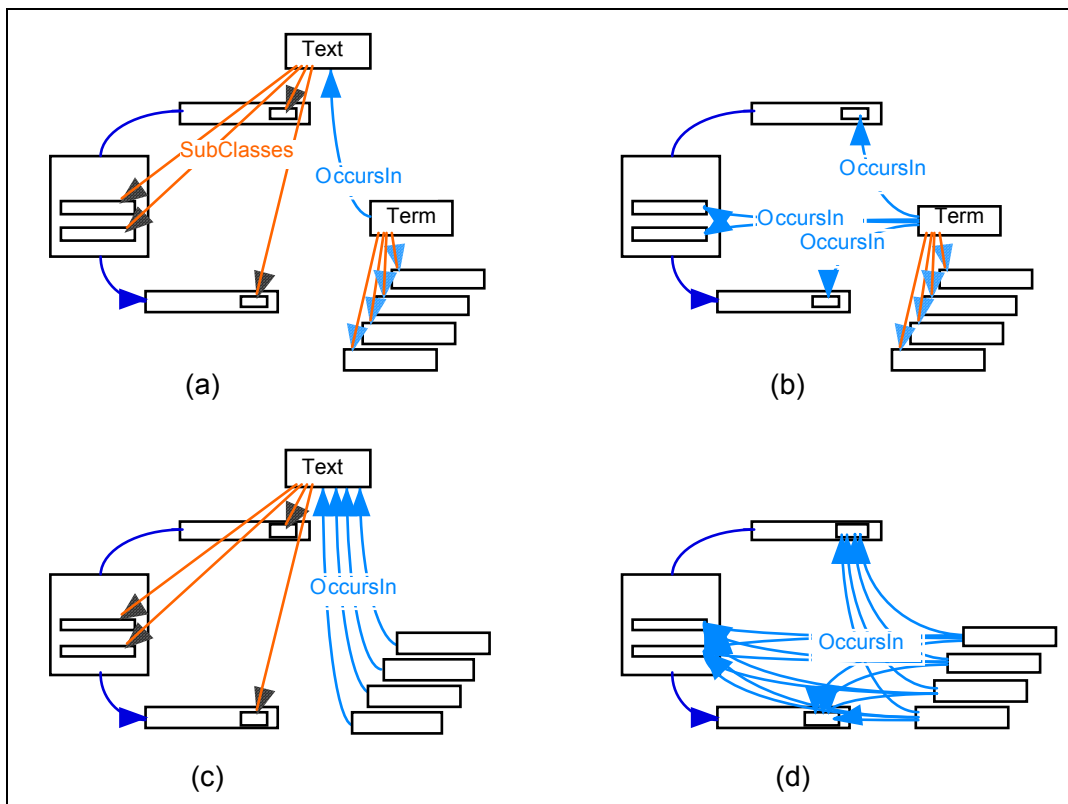 Text
SubClasses
OccursIn
Term
(a)
OccursIn
OccursIn
Term
OccursIn
(b)
Text
OccursIn
(c)
OccursIn
(d)